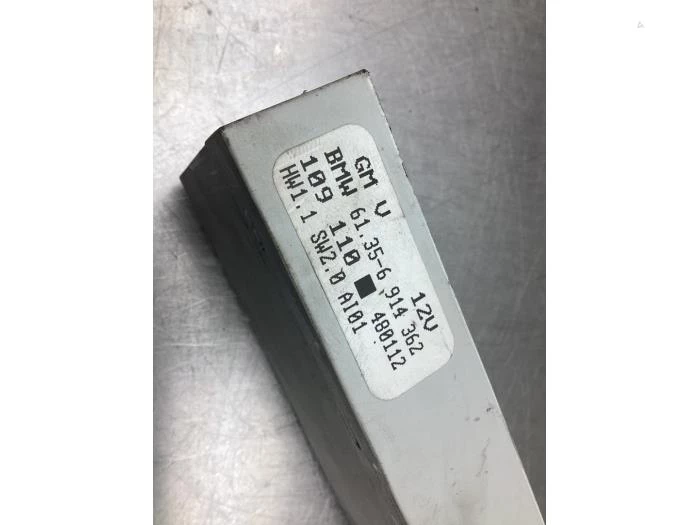 GM V 12V
BMW 61.35-6 914 362
109 110 480112
HW1.1 SW2.0 AI01